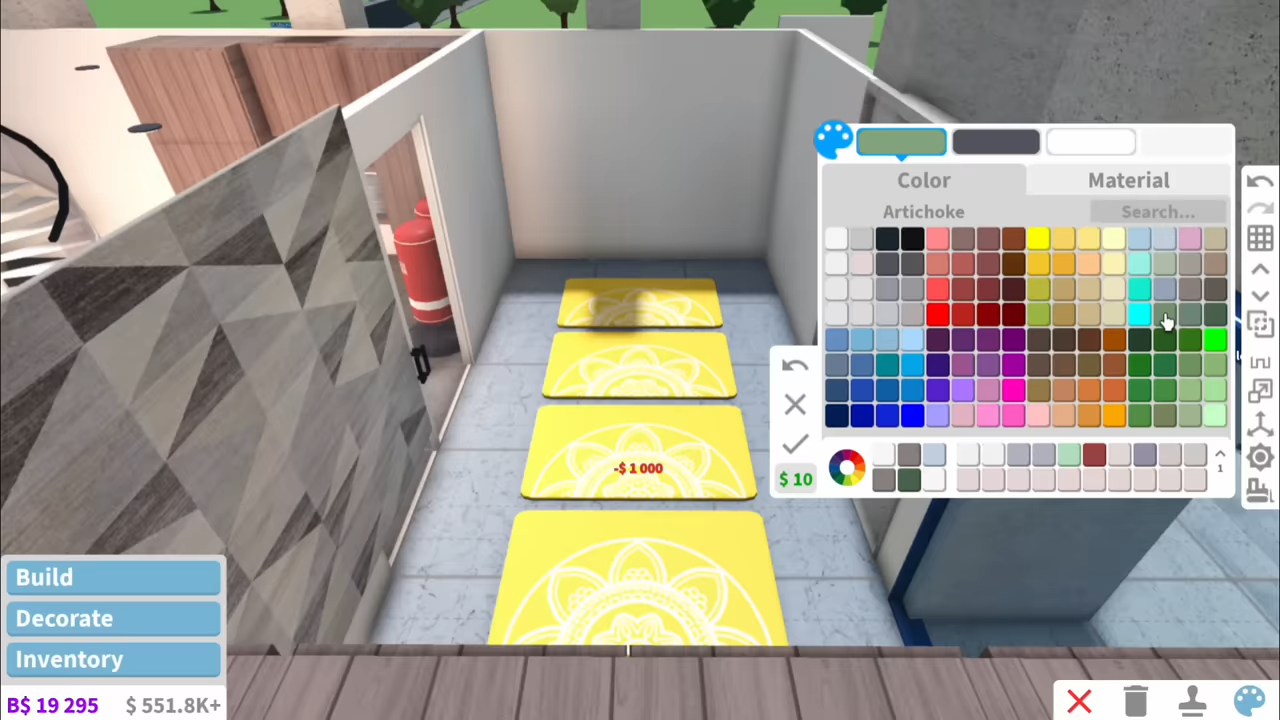 Color
Material
Artichoke
Search...
-$ 1 000
$ 10
1
Build
Decorate
Inventory
B$ 19 295
$ 551.8K+